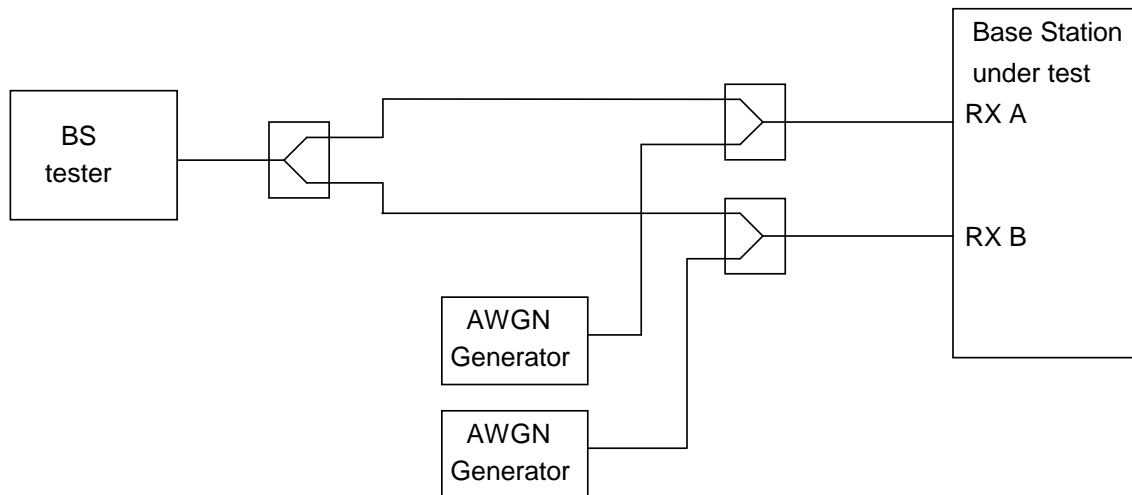 Base Station
under test
BS
tester
RX A
RX B
AWGN
Generator
AWGN
Generator